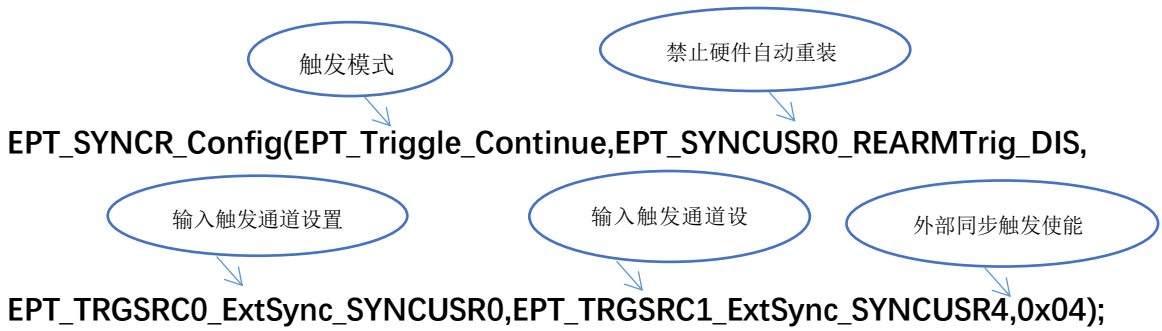 触发模式
禁止硬件自动重装
EPT_SYNCR_Config(EPT_Triggle_Continue,EPT_SYNCUSR0_REARMTrig_DIS,
输入触发通道设置
输入触发通道设
外部同步触发使能
EPT_TRGSRC0_ExtSync_SYNCUSR0,EPT_TRGSRC1_ExtSync_SYNCUSR4,0x04);